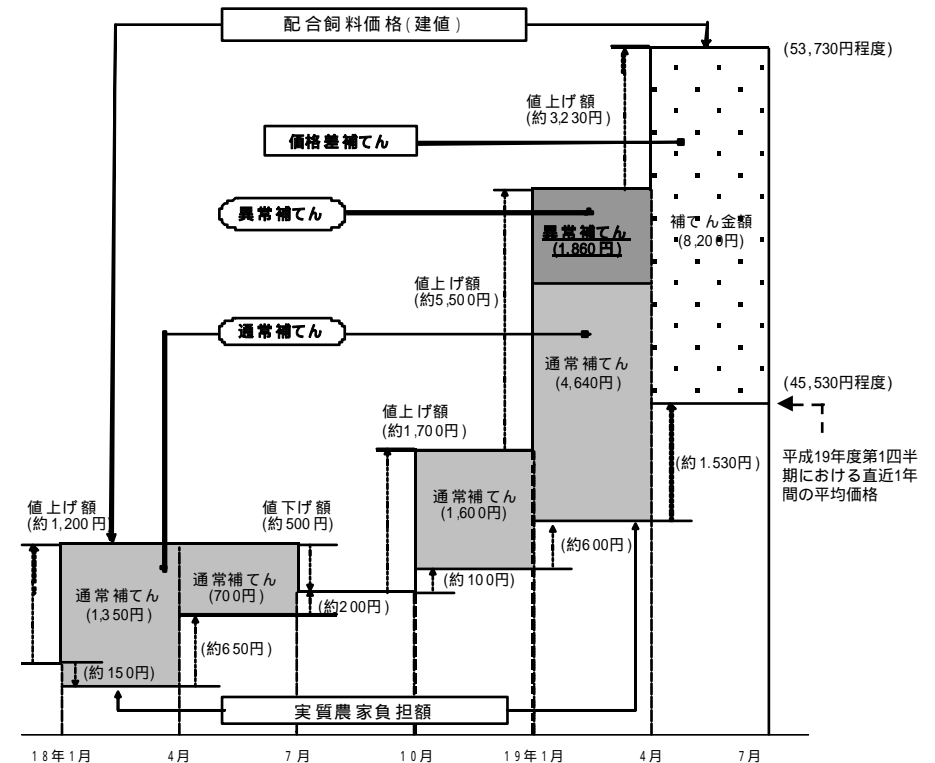 配合飼料価格(建値)
(53,730円程度)
値上げ額
(約3,230円)
価格差補てん
異常補てん
補てん金額
(8,200円)
異常補てん
(1.860円)
値上げ額
(約5,500円)
通常補てん
通常補てん
(4,640円)
(45,530円程度)
値上げ額
(約1,700円)
平成19年度第1四半
期における直近1年
間の平均価格
(約1.530円)
通常補てん
(1,600円)
値上げ額
(約1,200円)
値下げ額
(約500円)
(約600円)
通常補てん
(700円)
(約100円)
通常補てん
(1,350円)
(約200円)
(約650円)
(約150円)
実質農家負担額
18年1月
4月
7月
10月
19年1月
4月
7月